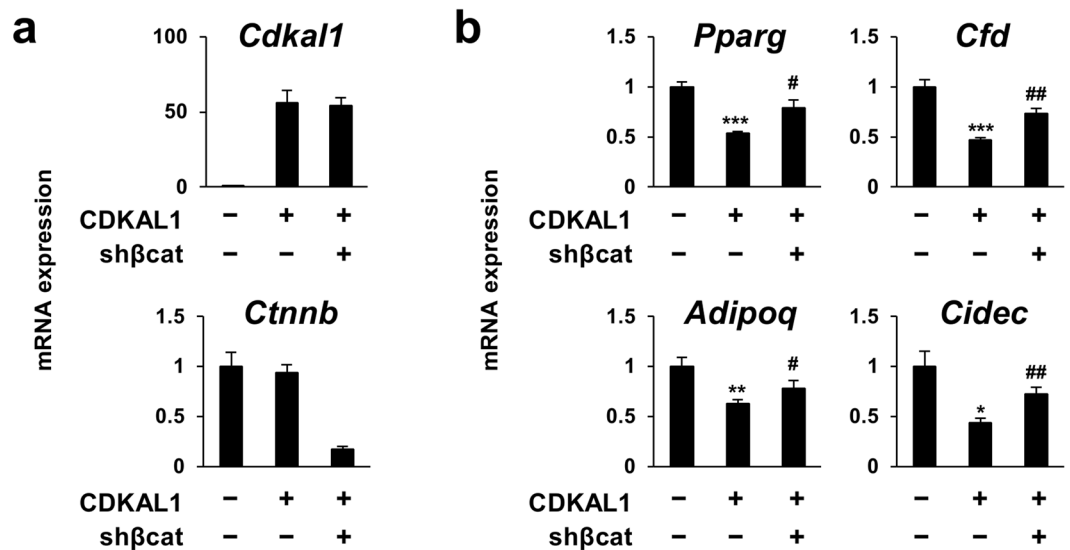 a
mRNA expression
Cdkal1
100
50
0
CDKAL1 − + +
shβcat − − +
Ctnnb
1.5
1
0.5
0
CDKAL1 − + +
shβcat − − +
b
mRNA expression
Pparg
1.5
1
0.5
0
***
#
CDKAL1 − + +
shβcat − − +
Cfd
1.5
1
0.5
0
***
##
− + +
− − +
Adipoq
1.5
1
0.5
0
**
#
CDKAL1 − + +
shβcat − − +
Cidec
1.5
1
0.5
0
*
##
− + +
− − +